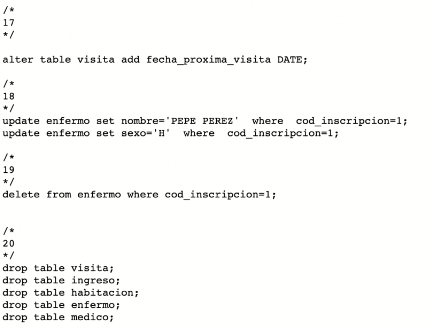 /*
17
*/
alter table visita add fecha_proxima_visita DATE;
/*
18
*/
update enfermo set nombre='PEPE PEREZ'  where  cod_inscripcion=1;
update enfermo set sexo='H'  where  cod_inscripcion=1;
/*
19
*/
delete from enfermo where cod_inscripcion=1;
/*
20
*/
drop table visita;
drop table ingreso;
drop table habitacion;
drop table enfermo;
drop table medico;